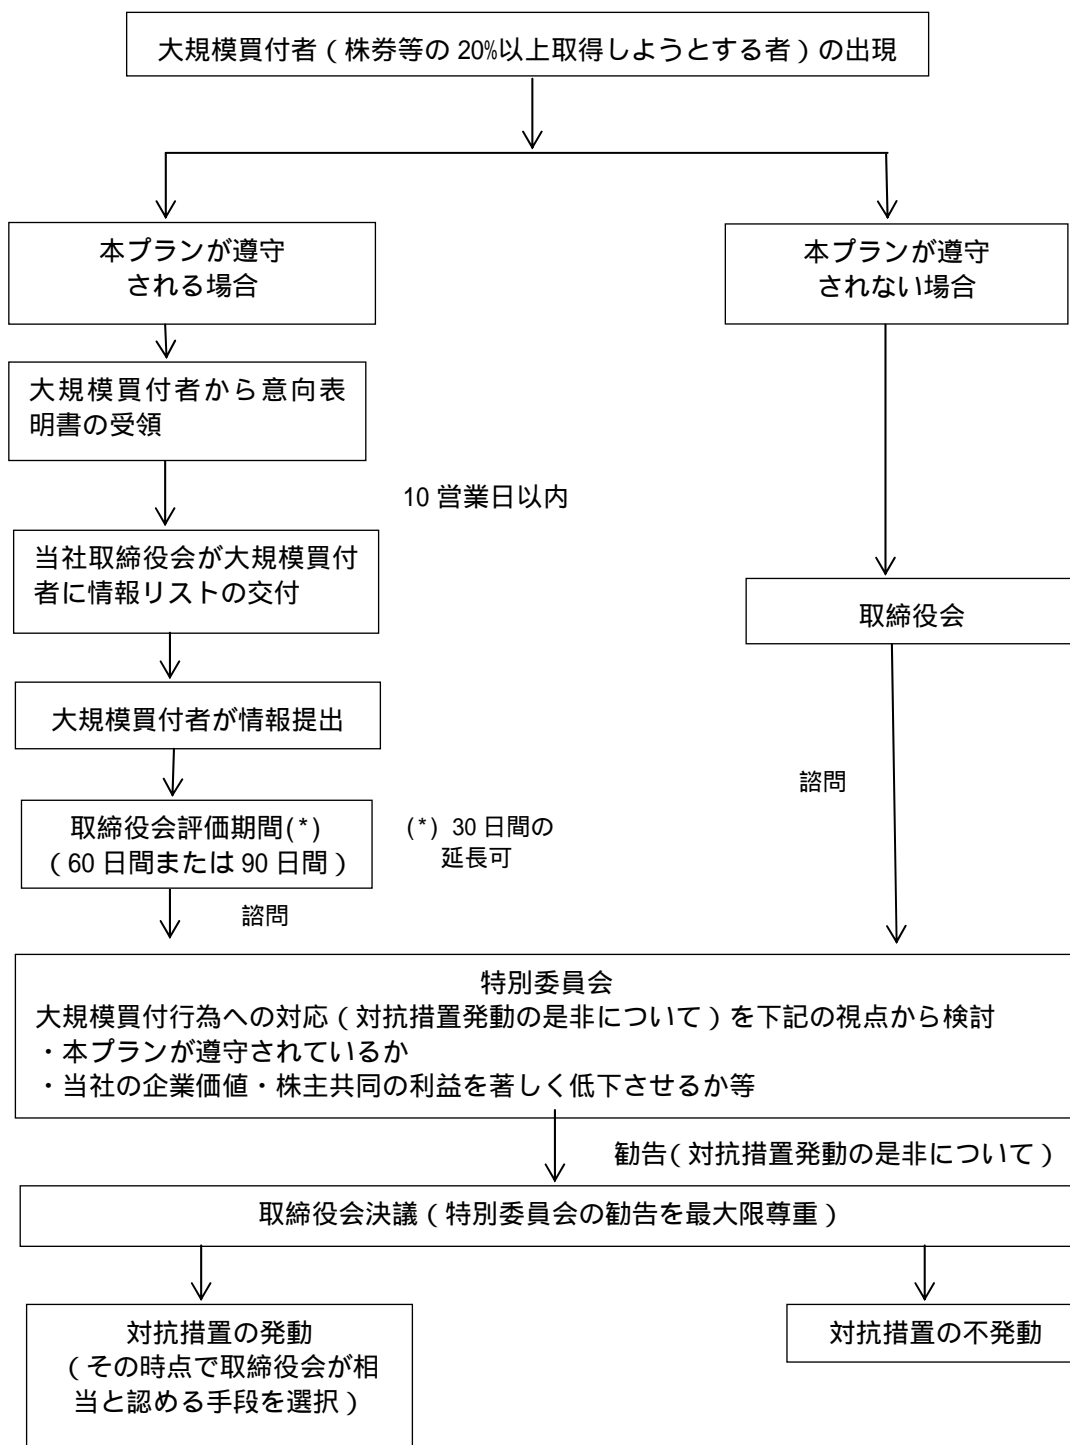 大規模買付者（株券等の20%以上取得しようとする者）の出現
本プランが遵守
される場合
本プランが遵守
されない場合
大規模買付者から意向表
明書の受領
10 営業日以内
当社取締役会が大規模買付
者に情報リストの交付
取締役会
大規模買付者が情報提出
諮問
取締役会評価期間(*)
（60 日間または 90 日間）
(*) 30 日間の
延長可
諮問
特別委員会
大規模買付行為への対応（対抗措置発動の是非について）を下記の視点から検討
・本プランが遵守されているか
・当社の企業価値・株主共同の利益を著しく低下させるか等
勧告（対抗措置発動の是非について）
取締役会決議（特別委員会の勧告を最大限尊重）
対抗措置の発動
（その時点で取締役会が相
当と認める手段を選択）
対抗措置の不発動